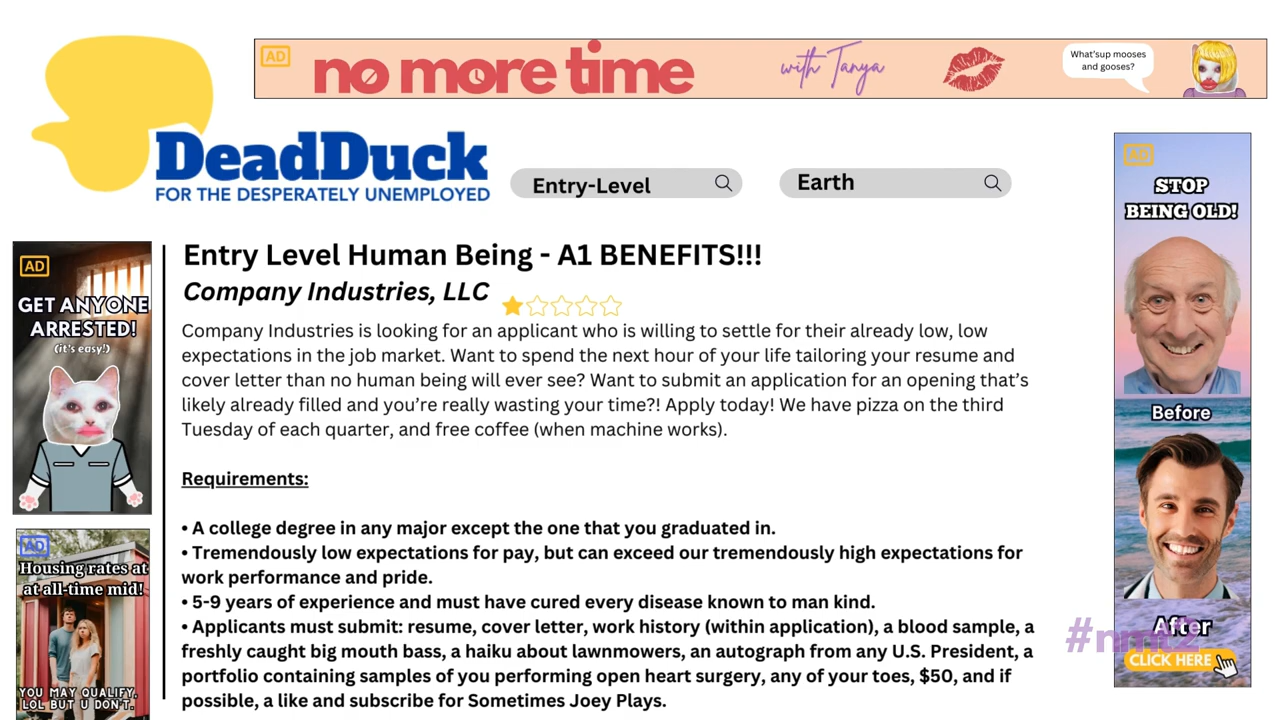 AD
no more time
with Tanya
What'sup mooses
and gooses?
DeadDuck
FOR THE DESPERATELY UNEMPLOYED
Entry-Level
Earth
AD
STOP
BEING OLD!
Before
After
CLICK HERE
#nmt2
AD
GET ANYONE
ARRESTED!
(it's easy!)
AD
Housing rates at
at all-time mid!
YOU MAY QUALIFY,
LOL BUT U DON'T.
Entry Level Human Being - A1 BENEFITS!!!
Company Industries, LLC
Company Industries is looking for an applicant who is willing to settle for their already low, low
expectations in the job market. Want to spend the next hour of your life tailoring your resume and
cover letter than no human being will ever see? Want to submit an application for an opening that's
likely already filled and you're really wasting your time?! Apply today! We have pizza on the third
Tuesday of each quarter, and free coffee (when machine works).
Requirements:
• A college degree in any major except the one that you graduated in.
• Tremendously low expectations for pay, but can exceed our tremendously high expectations for
work performance and pride.
• 5-9 years of experience and must have cured every disease known to man kind.
• Applicants must submit: resume, cover letter, work history (within application), a blood sample, a
freshly caught big mouth bass, a haiku about lawnmowers, an autograph from any U.S. President, a
portfolio containing samples of you performing open heart surgery, any of your toes, $50, and if
possible, a like and subscribe for Sometimes Joey Plays.